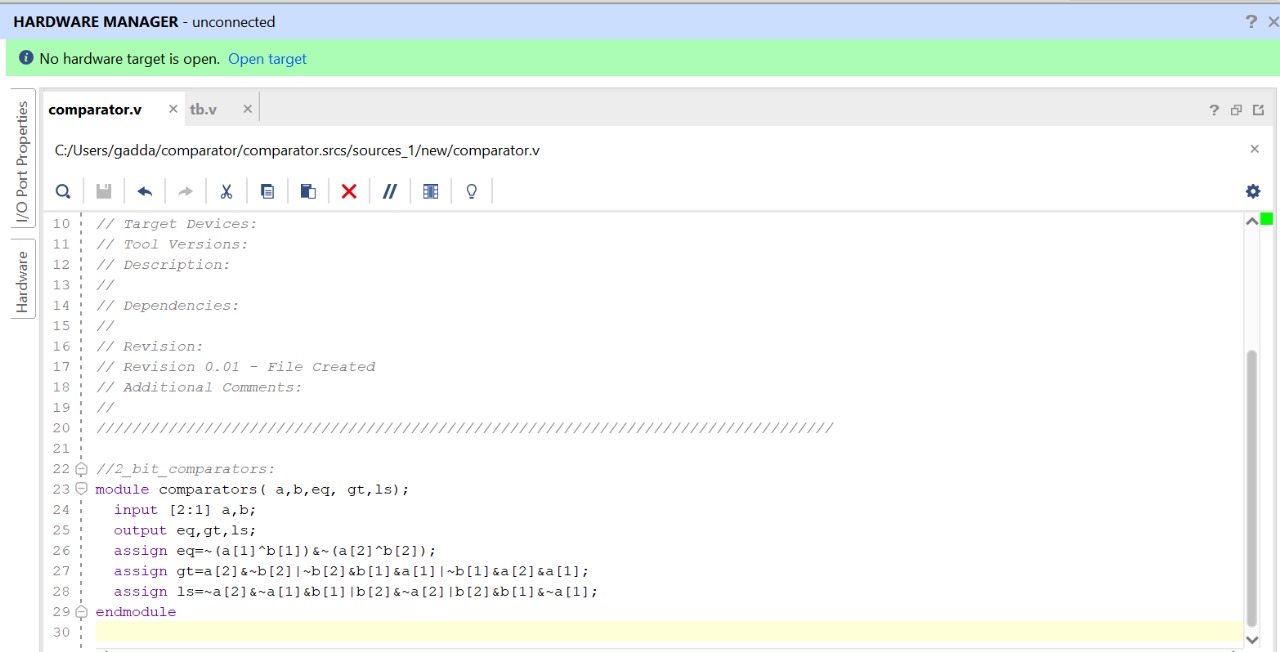 HARDWARE MANAGER - unconnected
No hardware target is open. Open target
I/O Port Properties
Hardware
comparator.v
tb.v
C:/Users/gadda/comparator/comparator.srcs/sources_1/new/comparator.v
10 // Target Devices:
11 // Tool Versions:
12 // Description:
13 //
14 // Dependencies:
15 //
16 // Revision:
17 // Revision 0.01 - File Created
18 // Additional Comments:
19 //
20 //////////////////////////////////////////////////////////////////////////////////
21
22 //2_bit_comparators:
23 module comparators( a,b,eq, gt,ls);
24 input [2:1] a,b;
25 output eq,gt,ls;
26 assign eq=~(a[1]^b[1])&~(a[2]^b[2]);
27 assign gt=a[2]&~b[2]|~b[2]&b[1]&a[1]|~b[1]&a[2]&a[1];
28 assign ls=~a[2]&~a[1]&b[1]|b[2]&~a[2]|b[2]&b[1]&~a[1];
29 endmodule
30